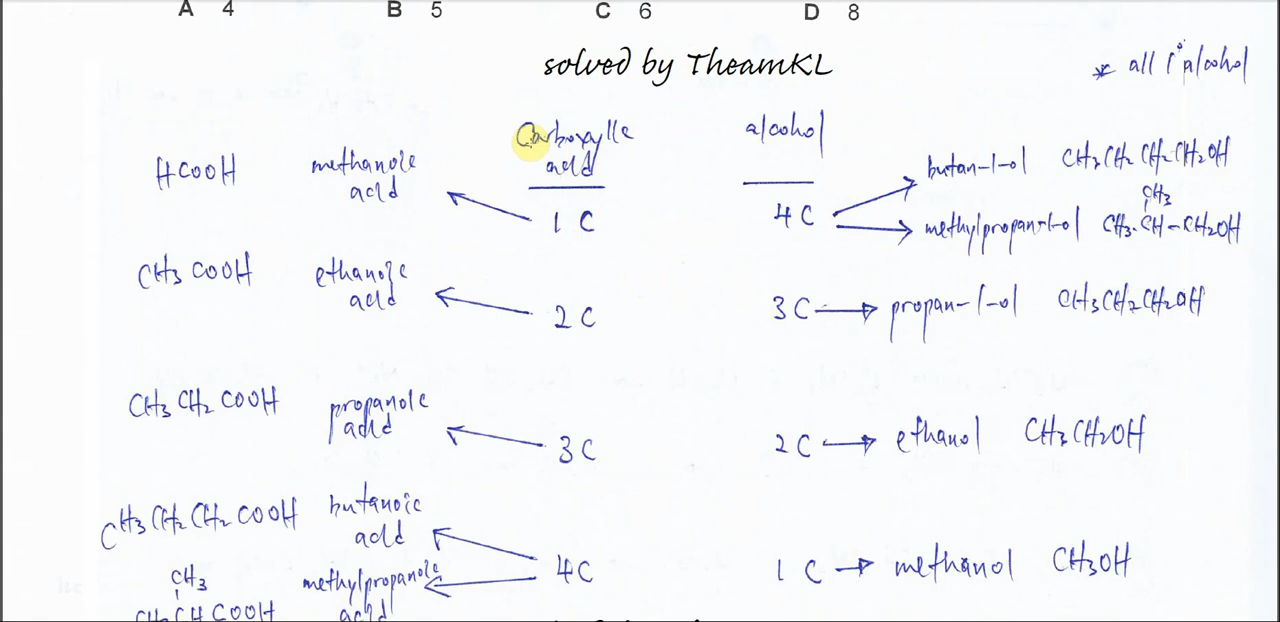 A 4 B 5 C 6 D 8
solved by TheamKL
* all 1° alcohol
Carboxylic acid
alcohol
HCOOH methanoic acid
1 C
4 C
butan-1-ol CH3CH2CH2CH2OH
CH3
methylpropan-1-ol CH3-CH-CH2OH
CH3COOH ethanoic acid
2 C
3 C propan-1-ol CH3CH2CH2OH
CH3CH2COOH propanoic acid
3 C
2 C ethanol CH3CH2OH
CH3CH2CH2COOH butanoic acid
4C
1 C methanol CH3OH
CH3
CH3CHCOOH methylpropanoic acid